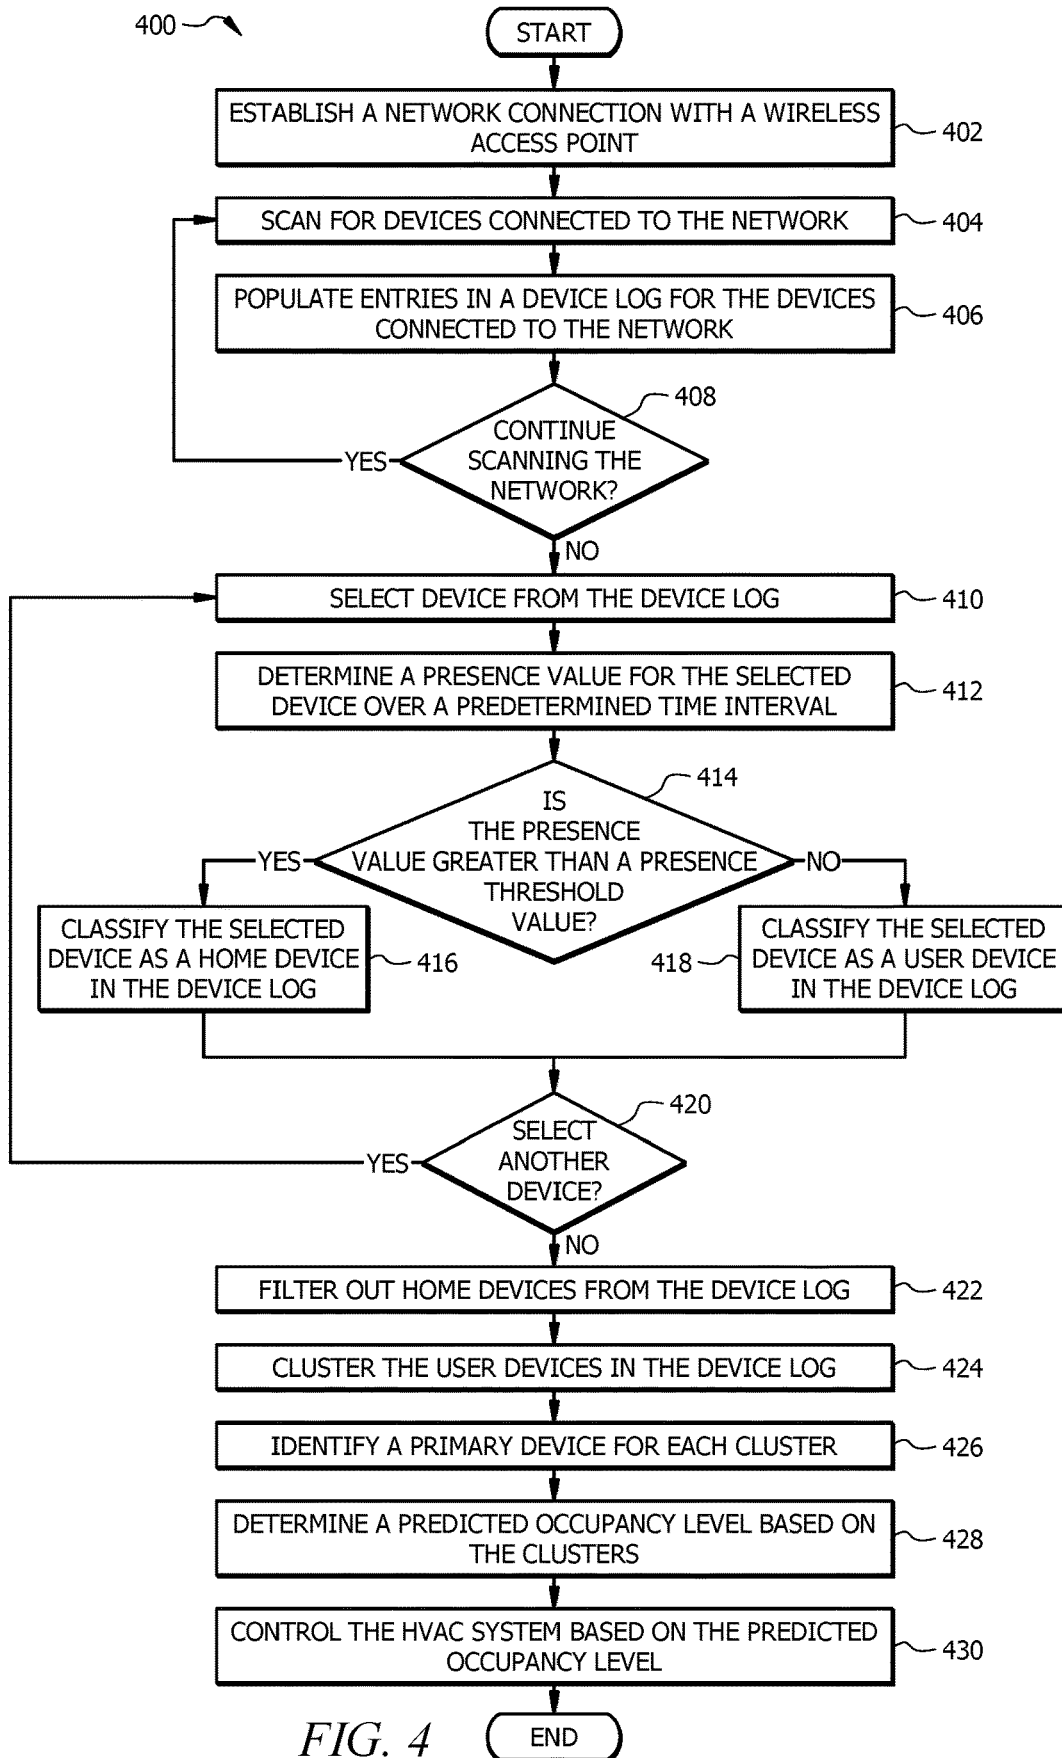 400
START
ESTABLISH A NETWORK CONNECTION WITH A WIRELESS
ACCESS POINT
402
SCAN FOR DEVICES CONNECTED TO THE NETWORK
404
POPULATE ENTRIES IN A DEVICE LOG FOR THE DEVICES
CONNECTED TO THE NETWORK
406
408
CONTINUE
SCANNING THE
NETWORK?
YES
NO
SELECT DEVICE FROM THE DEVICE LOG
410
DETERMINE A PRESENCE VALUE FOR THE SELECTED
DEVICE OVER A PREDETERMINED TIME INTERVAL
412
414
IS
THE PRESENCE
VALUE GREATER THAN A PRESENCE
THRESHOLD
VALUE?
YES
NO
CLASSIFY THE SELECTED
DEVICE AS A HOME DEVICE
IN THE DEVICE LOG
416
418
CLASSIFY THE SELECTED
DEVICE AS A USER DEVICE
IN THE DEVICE LOG
420
SELECT
ANOTHER
DEVICE?
YES
NO
FILTER OUT HOME DEVICES FROM THE DEVICE LOG
422
CLUSTER THE USER DEVICES IN THE DEVICE LOG
424
IDENTIFY A PRIMARY DEVICE FOR EACH CLUSTER
426
DETERMINE A PREDICTED OCCUPANCY LEVEL BASED ON
THE CLUSTERS
428
CONTROL THE HVAC SYSTEM BASED ON THE PREDICTED
OCCUPANCY LEVEL
430
FIG. 4
END